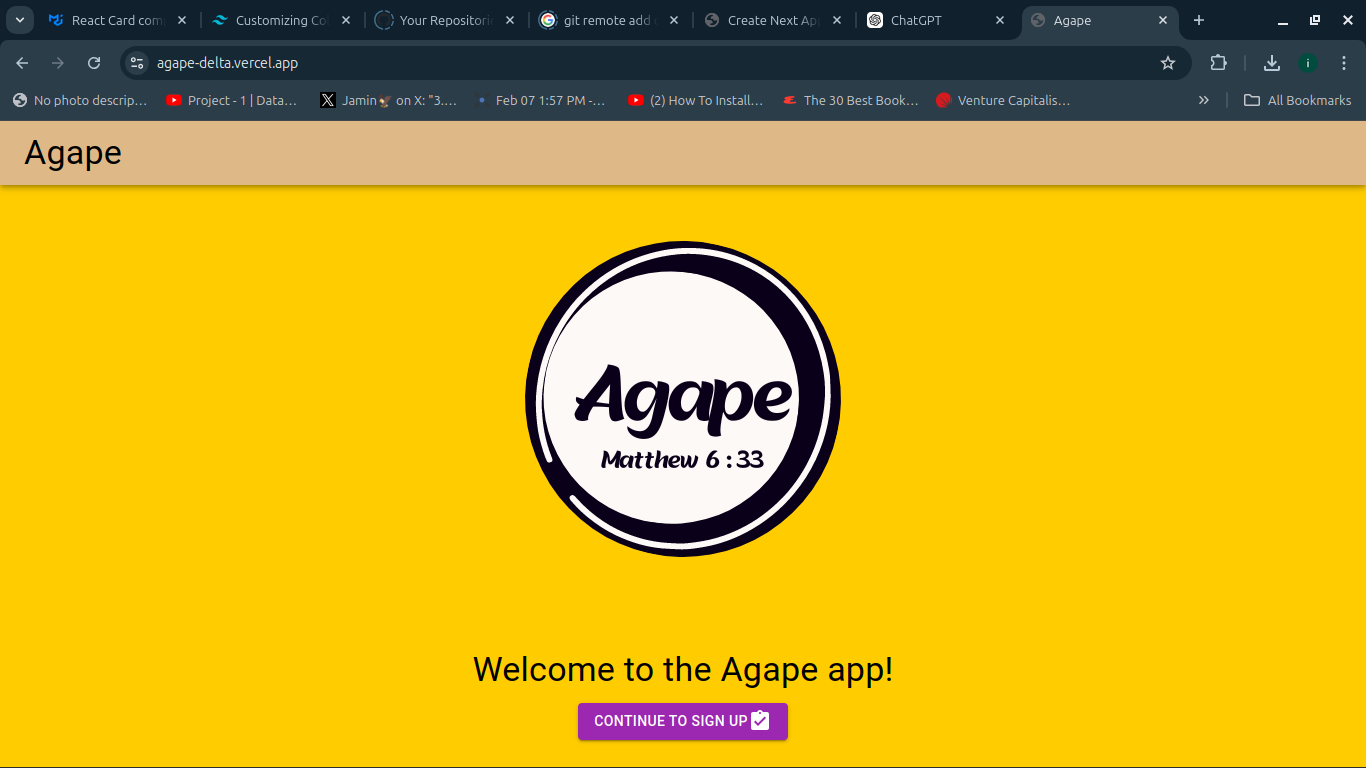 React Card com
Customizing Co
Your Repositorie
git remote add
Create Next Ap
ChatGPT
Agape
agape-delta.vercel.app
i
No photo descrip...
Project - 1 | Data...
Jamin🦅 on X: "3....
Feb 07 1:57 PM -...
(2) How To Install...
The 30 Best Book...
Venture Capitalis...
All Bookmarks
Agape
Agape
Matthew 6 : 33
Welcome to the Agape app!
CONTINUE TO SIGN UP